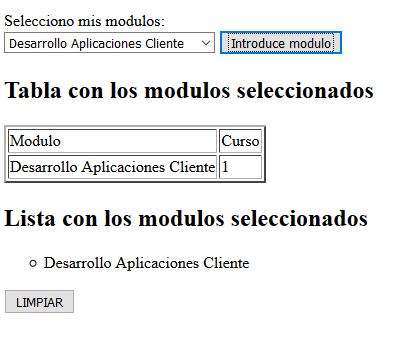 Selecciono mis modulos:
Desarrollo Aplicaciones Cliente Introduce modulo
Tabla con los modulos seleccionados
Modulo Curso
Desarrollo Aplicaciones Cliente 1
Lista con los modulos seleccionados
Desarrollo Aplicaciones Cliente
LIMPIAR